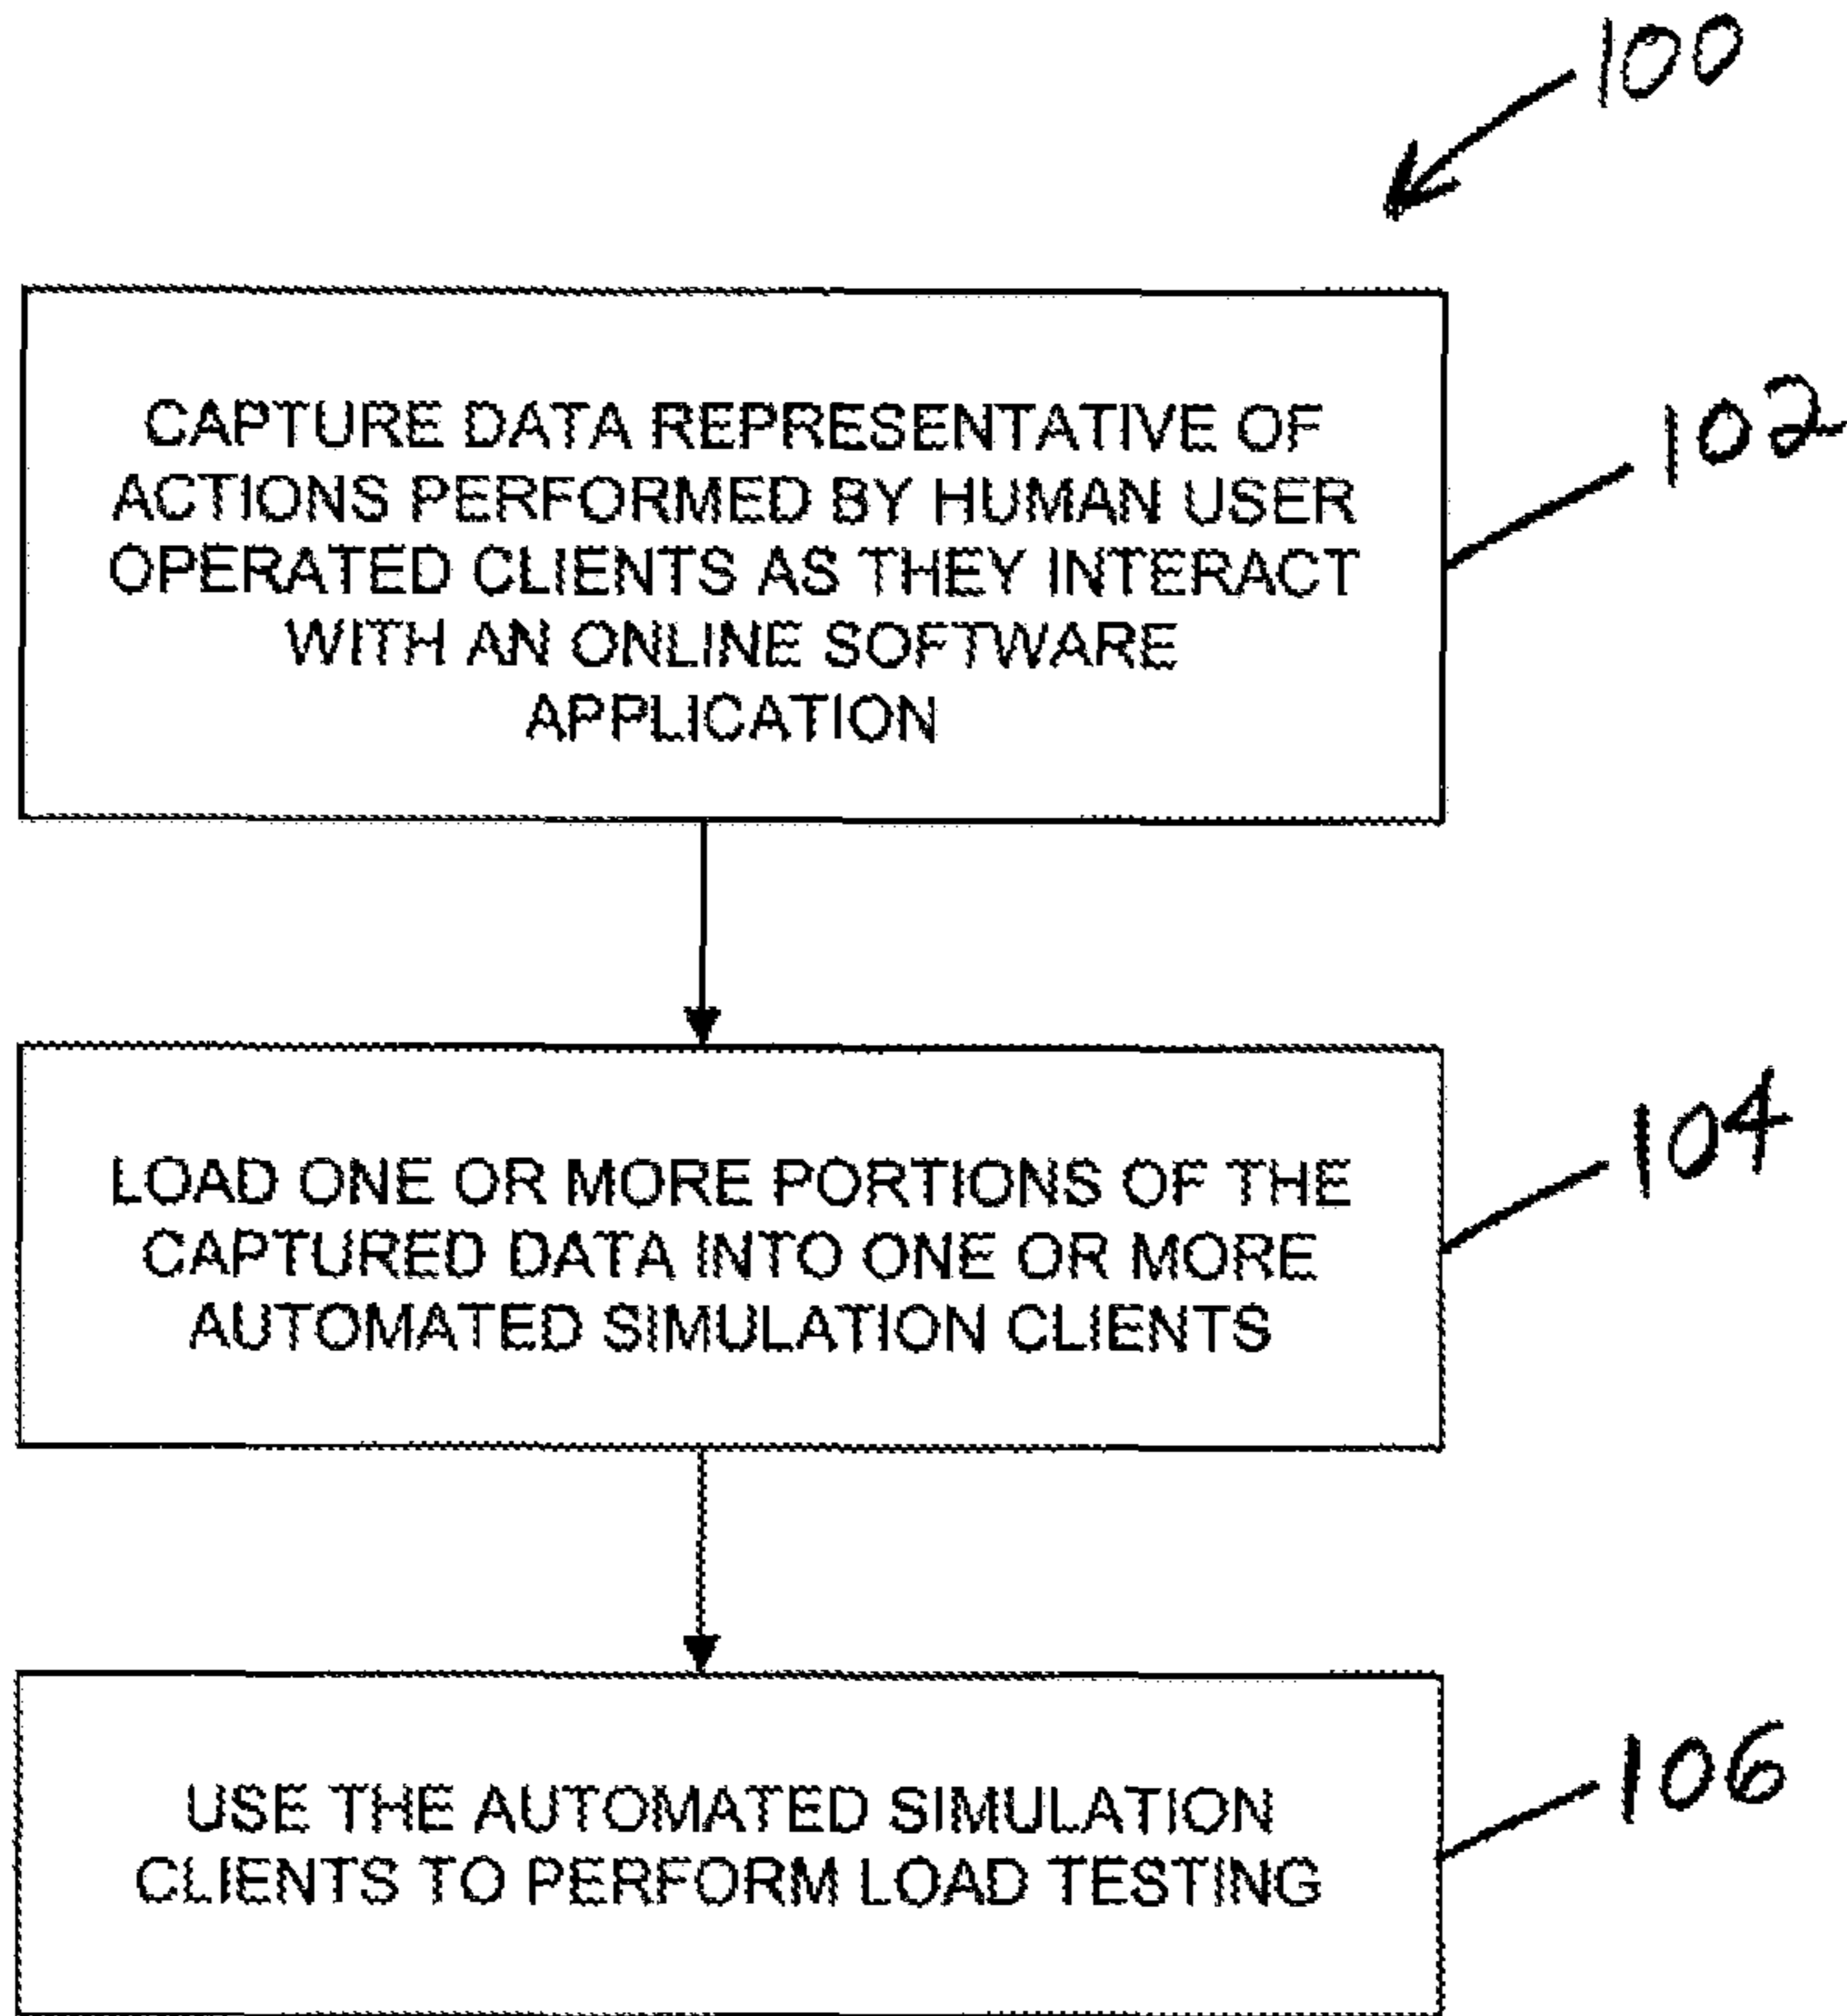 100
CAPTURE DATA REPRESENTATIVE OF
ACTIONS PERFORMED BY HUMAN USER
OPERATED CLIENTS AS THEY INTERACT
WITH AN ONLINE SOFTWARE
APPLICATION
102
LOAD ONE OR MORE PORTIONS OF THE
CAPTURED DATA INTO ONE OR MORE
AUTOMATED SIMULATION CLIENTS
104
USE THE AUTOMATED SIMULATION
CLIENTS TO PERFORM LOAD TESTING
106